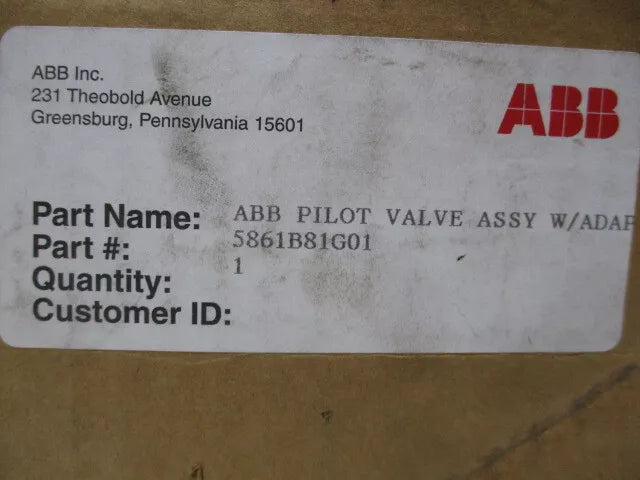 ABB Inc.
231 Theobold Avenue
Greensburg, Pennsylvania 15601
ABB
Part Name: ABB PILOT VALVE ASSY W/ADAP
Part #: 5861B81G01
Quantity: 1
Customer ID: